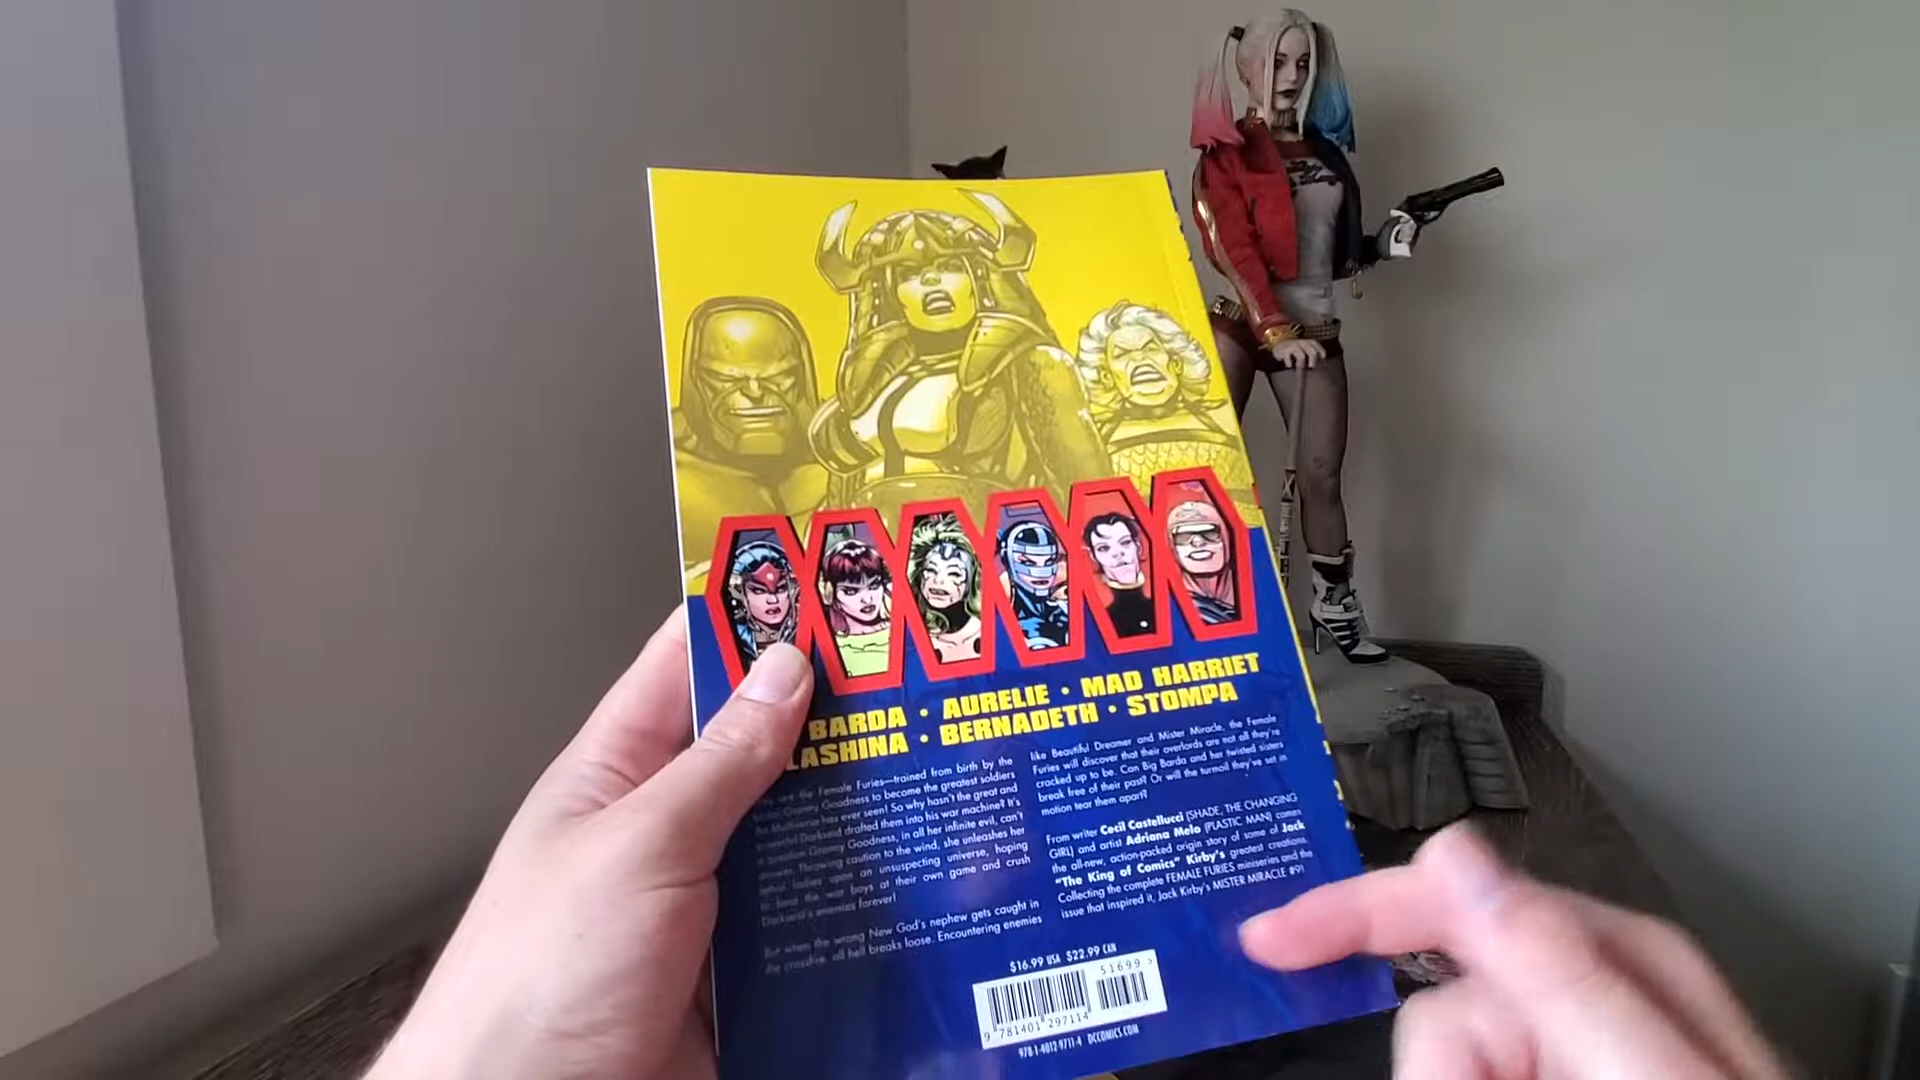 BARDA • AURELIE • MAD HARRIET
LASHINA • BERNADETH • STOMPA
are the Female Furies—trained from birth by the
Granny Goodness to become the greatest soldiers
the Multiverse has ever seen! So why hasn't the great and
powerful Darkseid drafted them into his war machine? It's
a question Granny Goodness, in all her infinite evil, can't
answer. Throwing caution to the wind, she unleashes her
lethal ladies upon an unsuspecting universe, hoping
to beat the war boys at their own game and crush
Darkseid's enemies forever!
But when the wrong New God's nephew gets caught in
the crossfire, all hell breaks loose. Encountering enemies
like Beautiful Dreamer and Mister Miracle, the Female
Furies will discover that their overlords are not all they're
cracked up to be. Can Big Barda and her twisted sisters
break free of their past? Or will the turmoil they've set in
motion tear them apart?
From writer Cecil Castellucci (SHADE, THE CHANGING
GIRL) and artist Adriana Melo (PLASTIC MAN) comes
the all-new, action-packed origin story of some of Jack
"The King of Comics" Kirby's greatest creations.
Collecting the complete FEMALE FURIES miniseries and the
issue that inspired it, Jack Kirby's MISTER MIRACLE #9!
$16.99 USA $22.99 CAN
51699>
9 781401 297114
978-1-4012-9711-4 DCCOMICS.COM